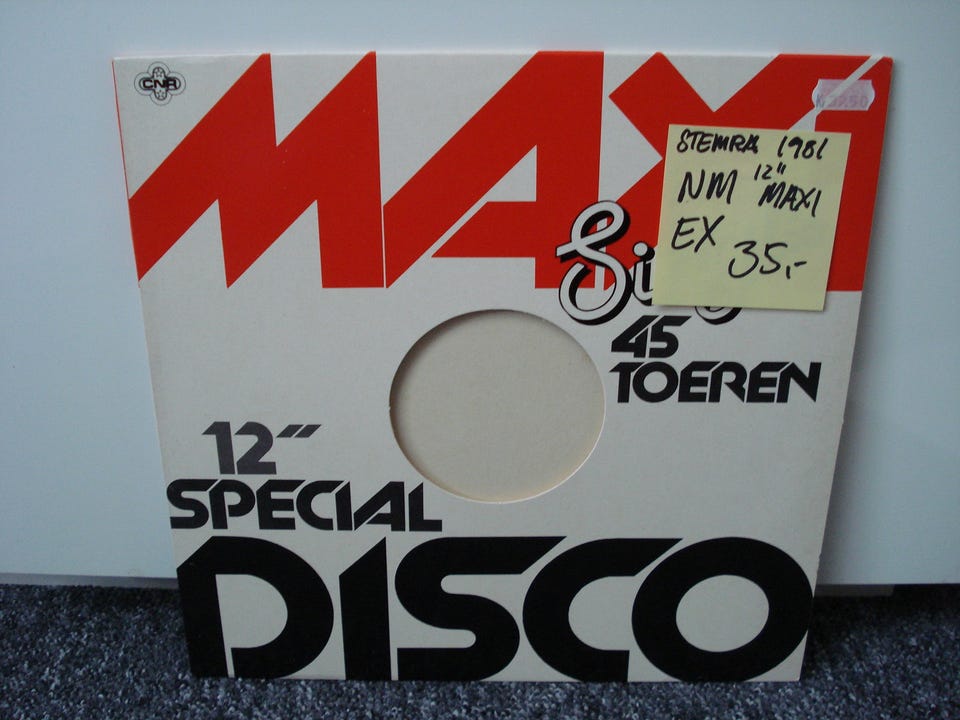 CNR
MAXI
STEMRA 1981
NM 12" MAXI
EX 35,-
45
TOEREN
12"
SPECIAL
DISCO